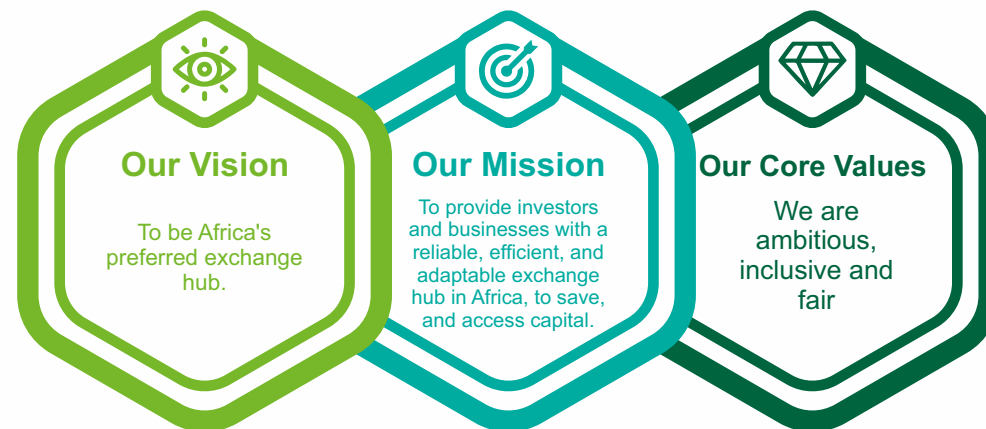 Our Vision
To be Africa's
preferred exchange
hub.
Our Mission
To provide investors
and businesses with a
reliable, efficient, and
adaptable exchange
hub in Africa, to save,
and access capital.
Our Core Values
We are
ambitious,
inclusive and
fair